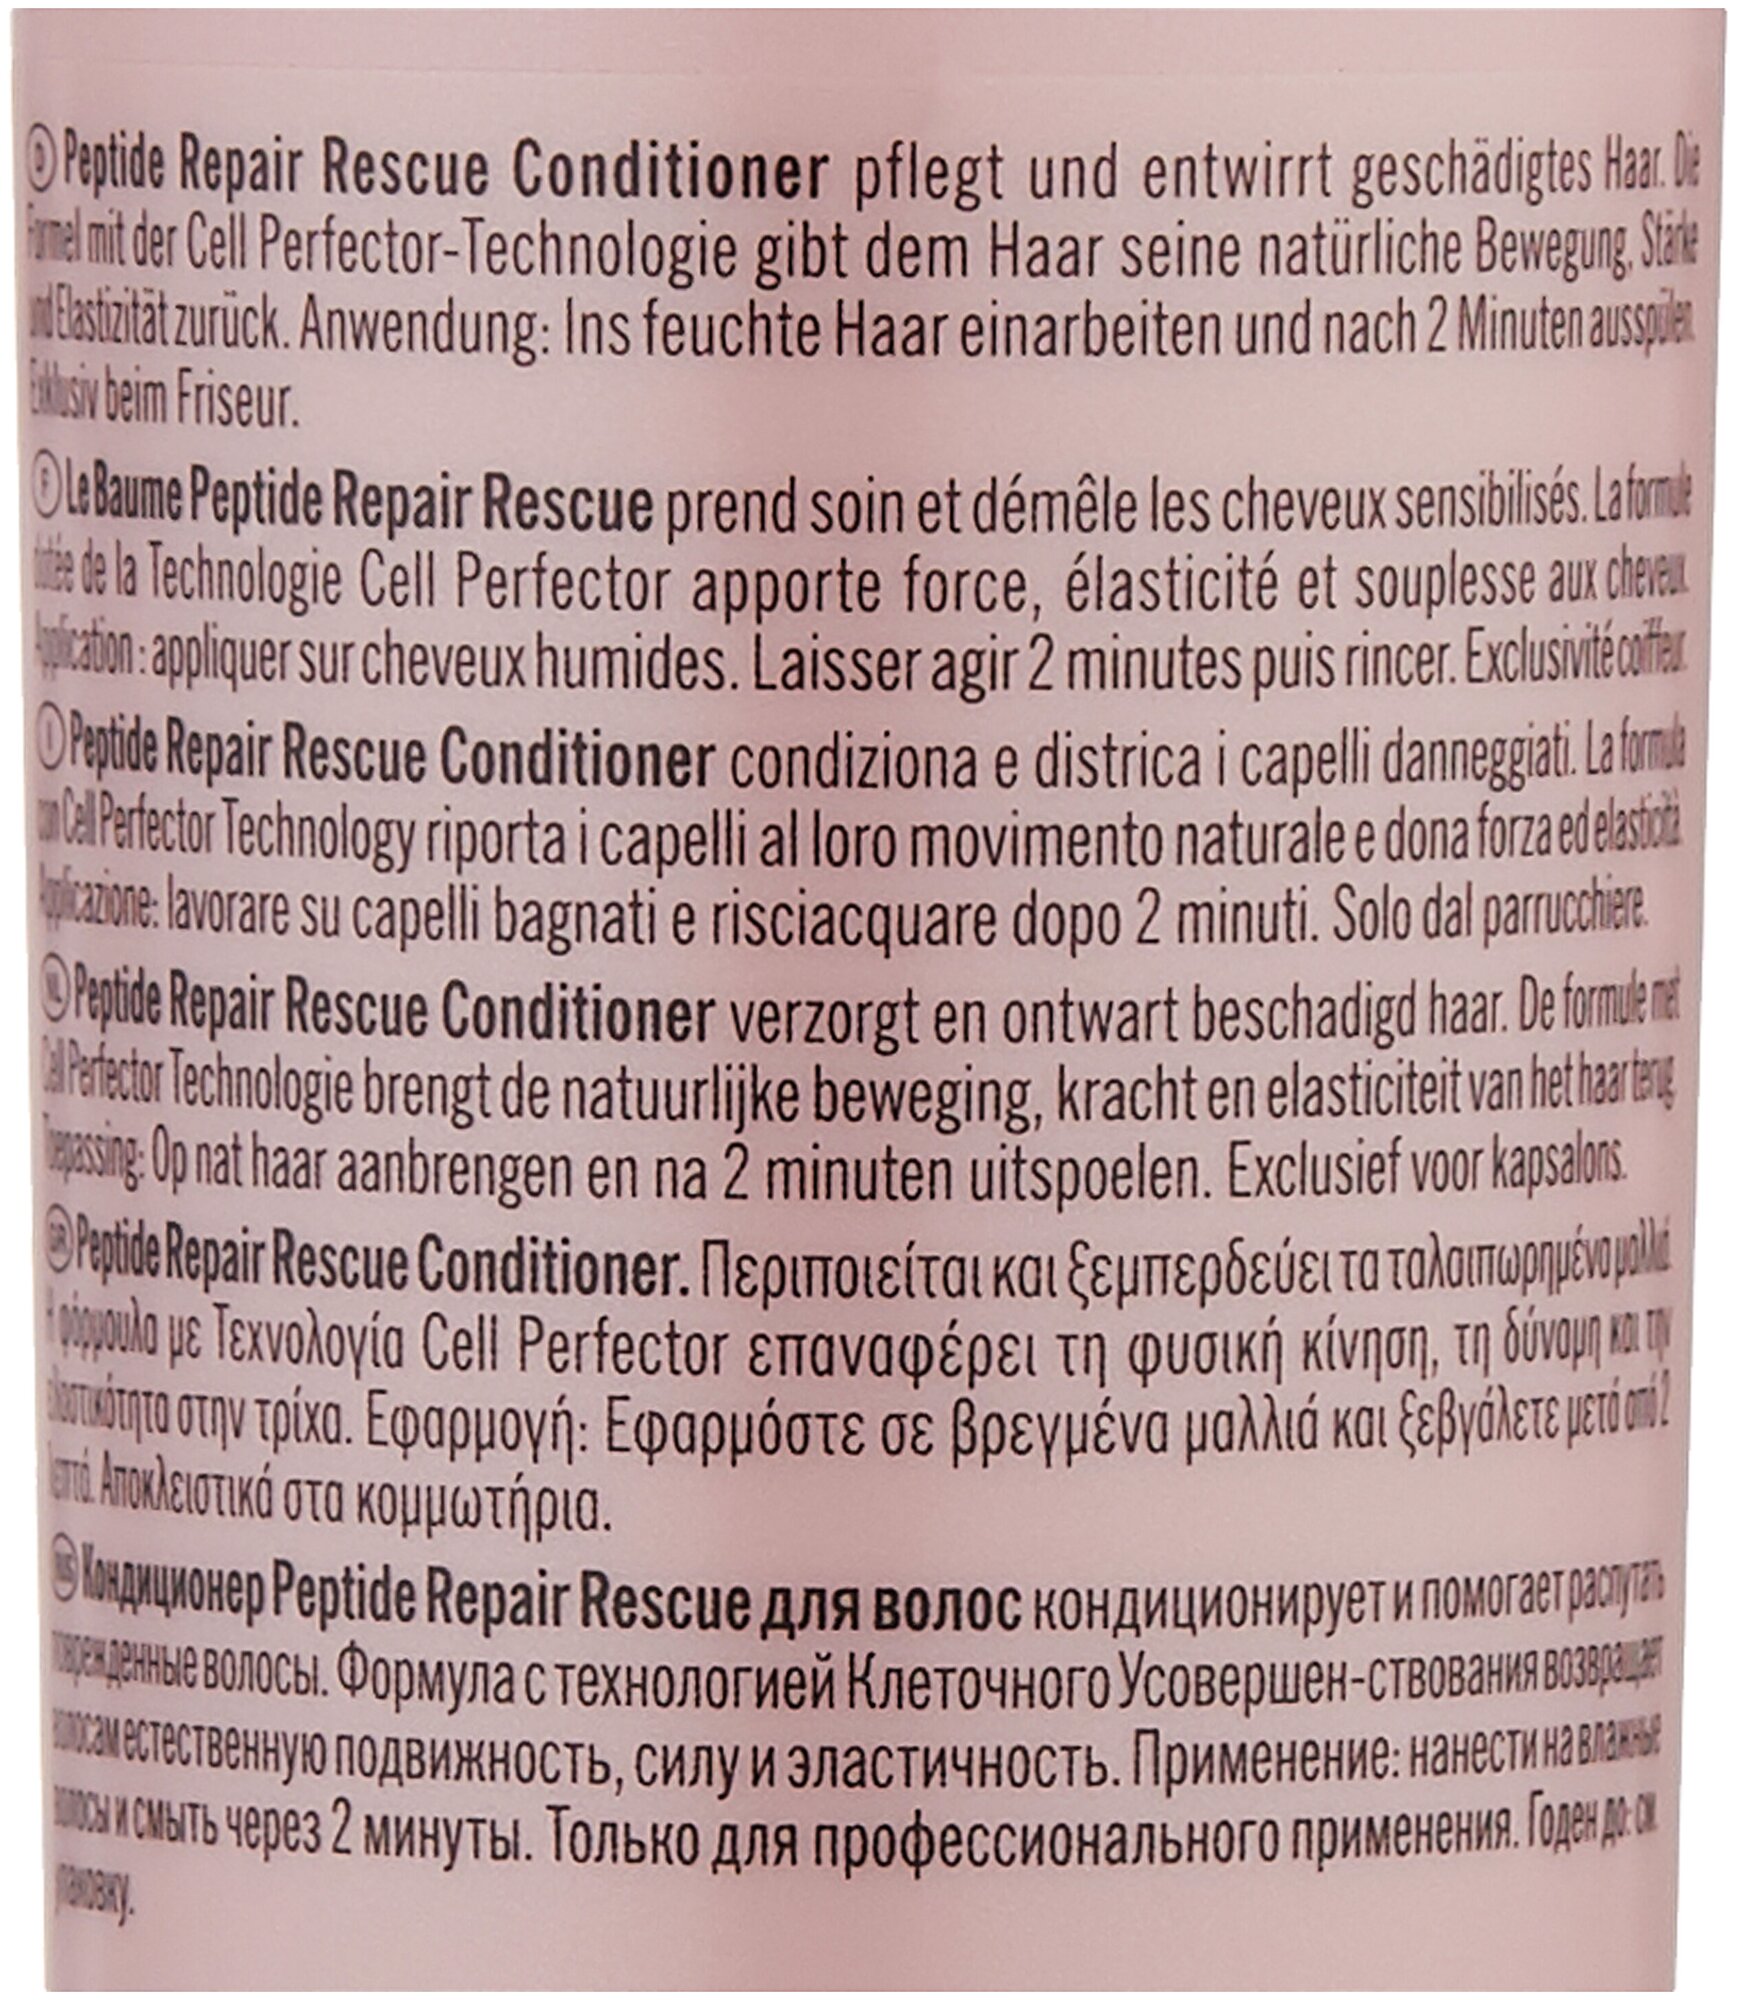 D Peptide Repair Rescue Conditioner pflegt und entwirrt geschädigtes Haar. Die
Formel mit der Cell Perfector-Technologie gibt dem Haar seine natürliche Bewegung, Stärke
und Elastizität zurück. Anwendung: Ins feuchte Haar einarbeiten und nach 2 Minuten ausspülen.
Exklusiv beim Friseur.
F Le Baume Peptide Repair Rescue prend soin et démêle les cheveux sensibilisés. La formule
dotée de la Technologie Cell Perfector apporte force, élasticité et souplesse aux cheveux.
Application : appliquer sur cheveux humides. Laisser agir 2 minutes puis rincer. Exclusivité coiffeur.
I Peptide Repair Rescue Conditioner condiziona e districa i capelli danneggiati. La formula
con Cell Perfector Technology riporta i capelli al loro movimento naturale e dona forza ed elasticità.
Applicazione: lavorare su capelli bagnati e risciacquare dopo 2 minuti. Solo dal parrucchiere.
NL Peptide Repair Rescue Conditioner verzorgt en ontwart beschadigd haar. De formule met
Cell Perfector Technologie brengt de natuurlijke beweging, kracht en elasticiteit van het haar terug.
Toepassing: Op nat haar aanbrengen en na 2 minuten uitspoelen. Exclusief voor kapsalons.
GR Peptide Repair Rescue Conditioner. Περιποιείται και ξεμπερδεύει τα ταλαιπωρημένα μαλλιά.
Η φόρμουλα με Τεχνολογία Cell Perfector επαναφέρει τη φυσική κίνηση, τη δύναμη και την
ελαστικότητα στην τρίχα. Εφαρμογή: Εφαρμόστε σε βρεγμένα μαλλιά και ξεβγάλετε μετά από 2
λεπτά. Αποκλειστικά στα κομμωτήρια.
RUS Кондиционер Peptide Repair Rescue для волос кондиционирует и помогает распутать
поврежденные волосы. Формула с технологией Клеточного Усовершен-ствования возвращает
волосам естественную подвижность, силу и эластичность. Применение: нанести на влажные
волосы и смыть через 2 минуты. Только для профессионального применения. Годен до: см.
упаковку.